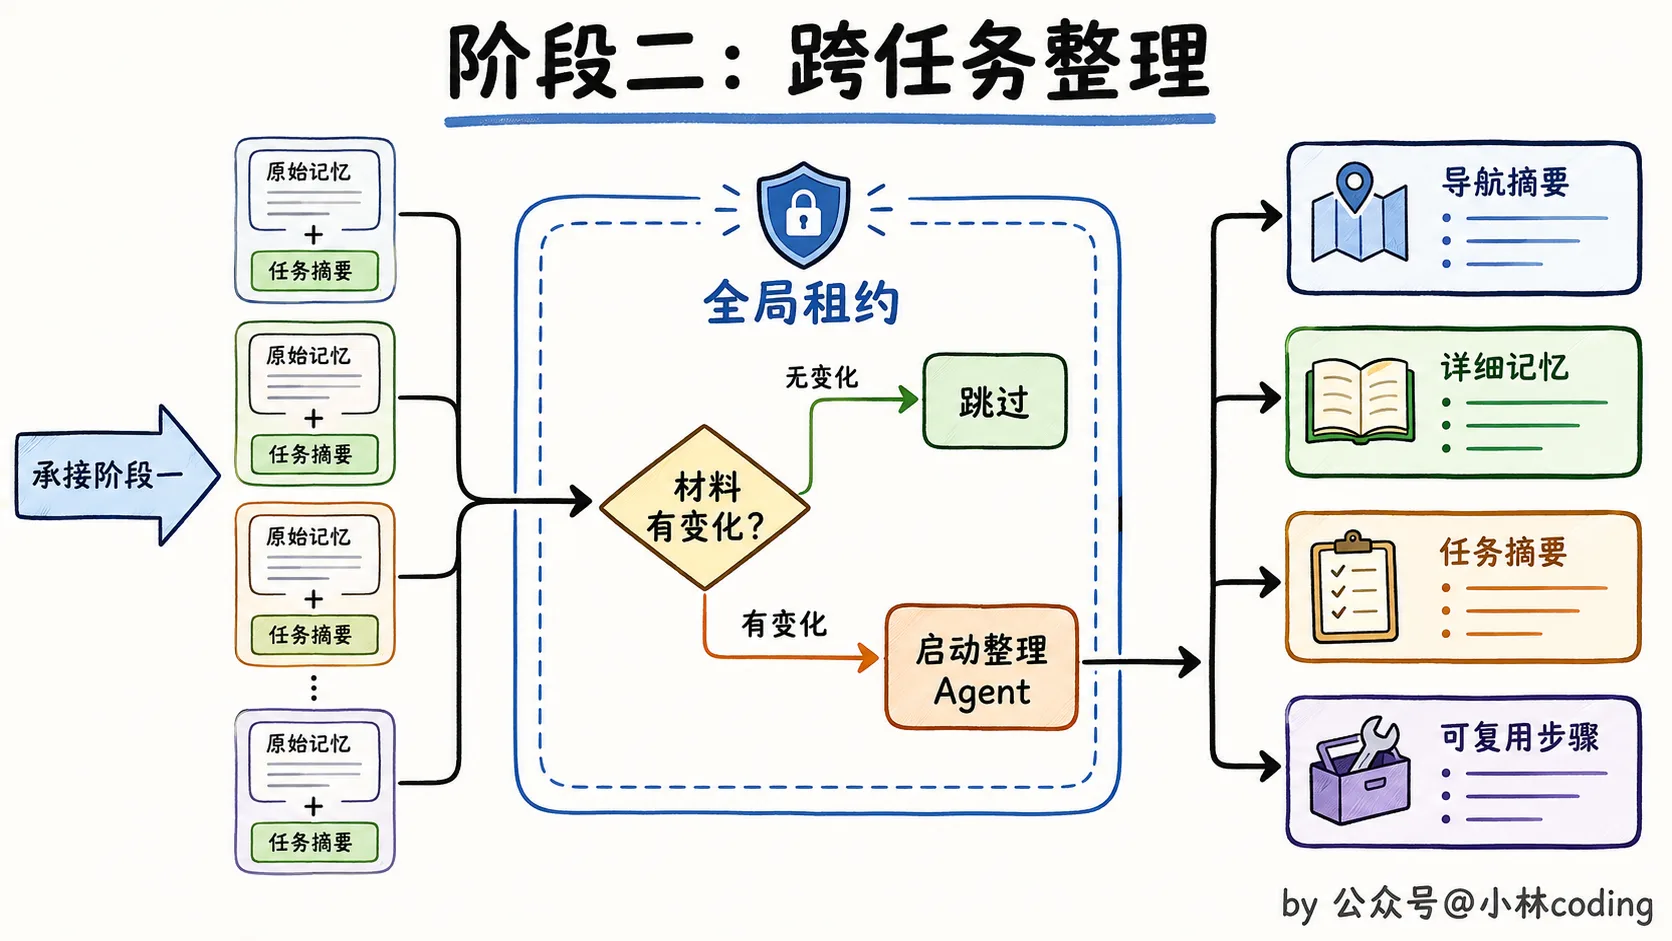 阶段二：跨任务整理
承接阶段一
原始记忆
+
任务摘要
原始记忆
+
任务摘要
原始记忆
+
任务摘要
⋮
原始记忆
+
任务摘要
全局租约
材料
有变化？
无变化
跳过
有变化
启动整理
Agent
导航摘要
详细记忆
任务摘要
可复用步骤
by 公众号@小林coding